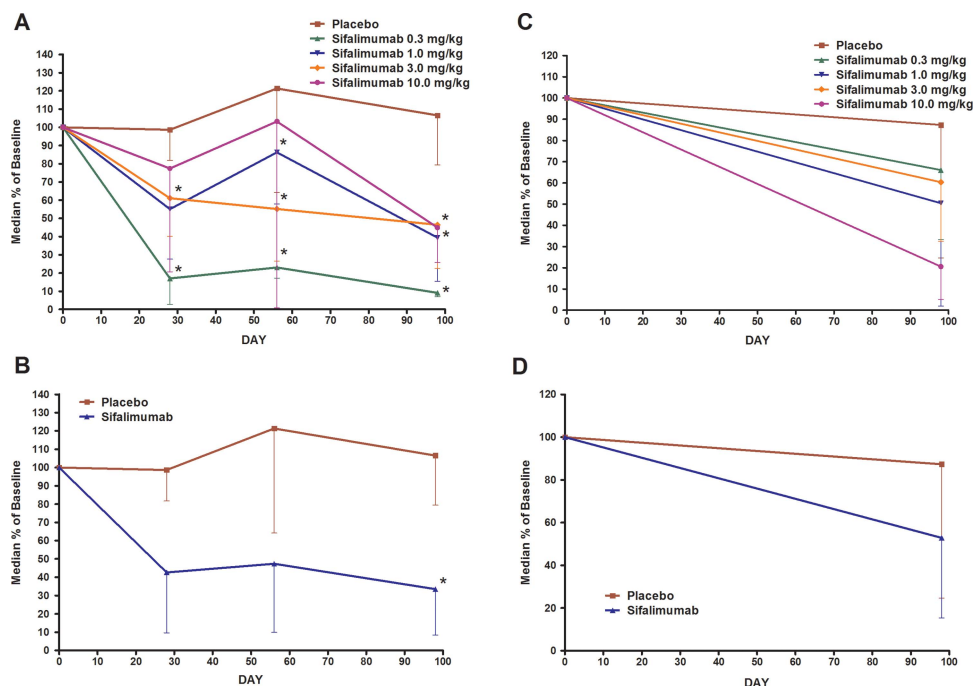 A
Placebo
Sifalimumab 0.3 mg/kg
Sifalimumab 1.0 mg/kg
Sifalimumab 3.0 mg/kg
Sifalimumab 10.0 mg/kg
Median % of Baseline
140
130
120
110
100
90
80
70
60
50
40
30
20
10
0
* * * * * * *
0 10 20 30 40 50 60 70 80 90 100
DAY
C
Placebo
Sifalimumab 0.3 mg/kg
Sifalimumab 1.0 mg/kg
Sifalimumab 3.0 mg/kg
Sifalimumab 10.0 mg/kg
Median % of Baseline
120
110
100
90
80
70
60
50
40
30
20
10
0
0 10 20 30 40 50 60 70 80 90 100
DAY
B
Placebo
Sifalimumab
Median % of Baseline
140
130
120
110
100
90
80
70
60
50
40
30
20
10
0
*
0 10 20 30 40 50 60 70 80 90 100
DAY
D
Median % of Baseline
120
100
80
60
40
20
0
Placebo
Sifalimumab
0 10 20 30 40 50 60 70 80 90 100
DAY